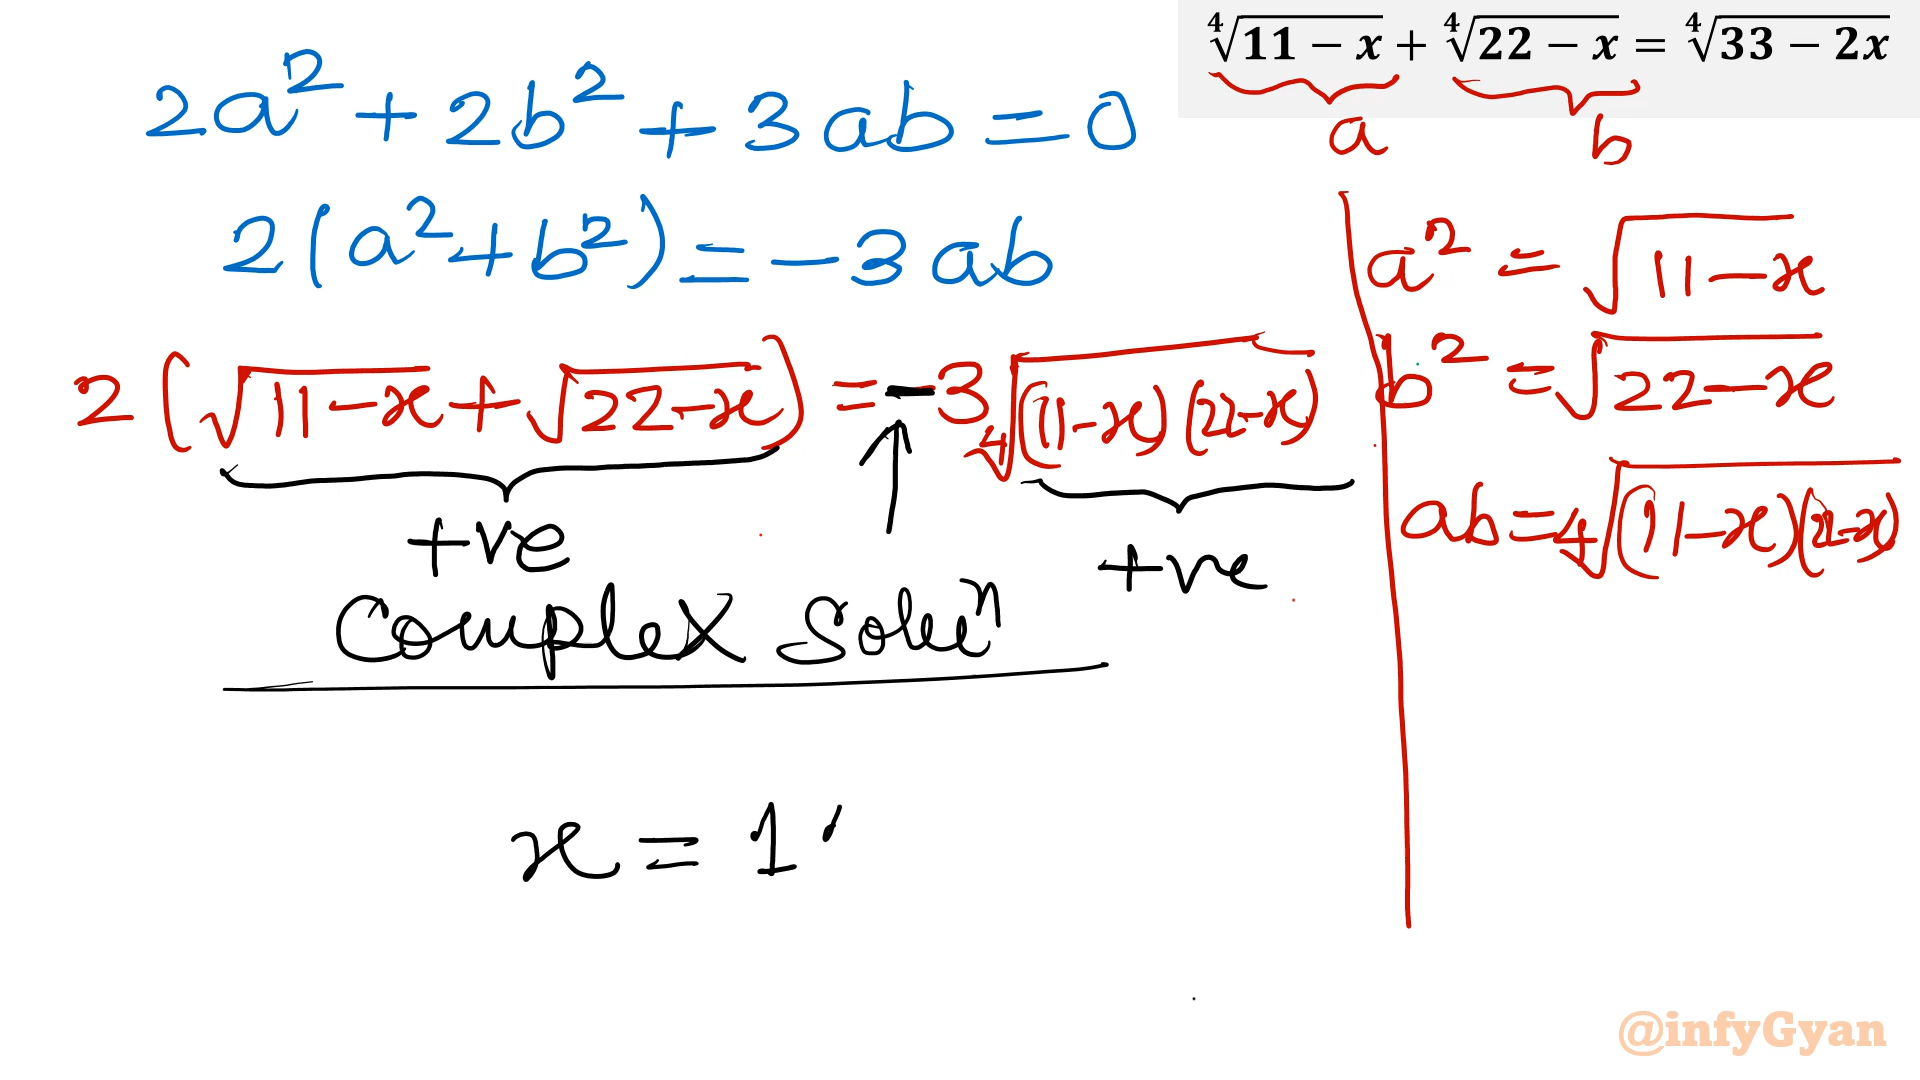 ∜(11 − x) + ∜(22 − x) = ∜(33 − 2x)
a b
2a² + 2b² + 3ab = 0
2(a² + b²) = −3ab
2(√(11−x) + √(22−x)) = −3 ∜((11−x)(22−x))
+ve +ve
Complex Soluⁿ
x = 1
a² = √(11−x)
b² = √(22−x)
ab = ∜((11−x)(22−x))
@infyGyan